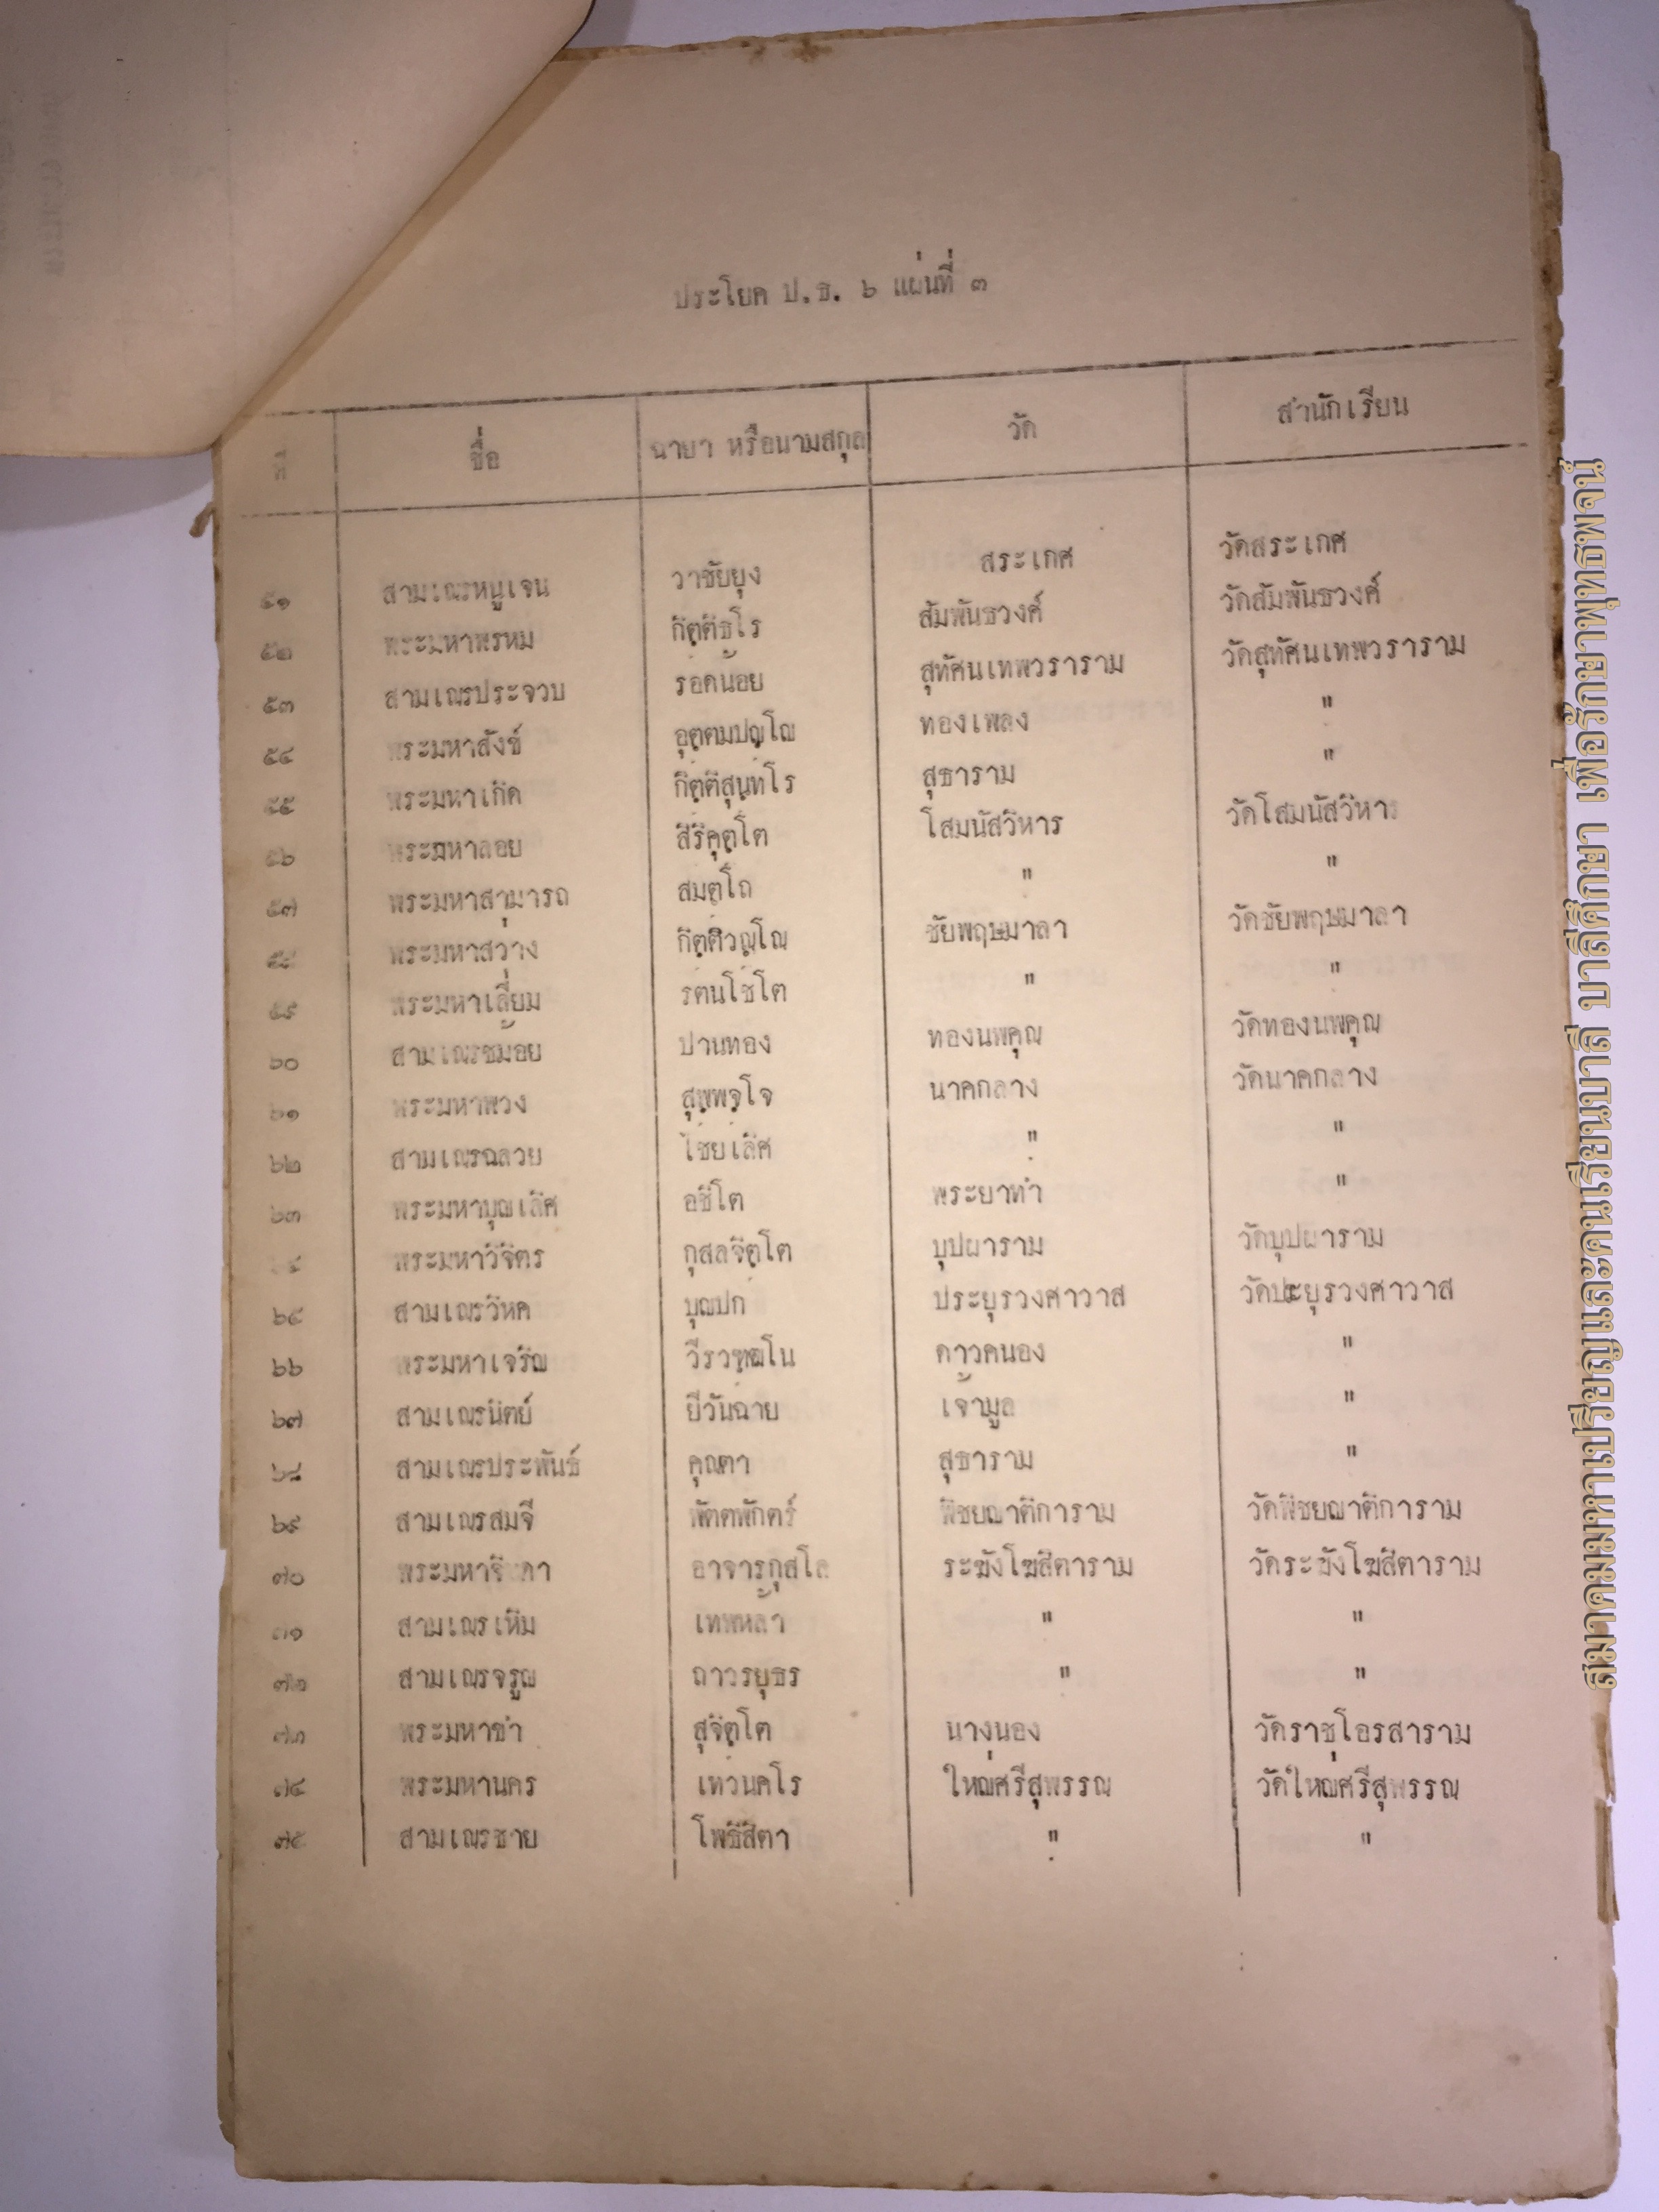 ประโยค ป.ธ. ๖ แผ่นที่ ๓
ที่ ชื่อ ฉายา หรือนามสกุล วัด สำนักเรียน
๕๑ สามเณรหนูเจน วาชัยยุง สระเกศ วัดสระเกศ
๕๒ พระมหาพรหม กิตฺติธโร สัมพันธวงศ์ วัดสัมพันธวงศ์
๕๓ สามเณรประจวบ รอดน้อย สุทัศนเทพวราราม วัดสุทัศนเทพวราราม
๕๔ พระมหาสังข์ อุตฺตมปญฺโญ ทองเพลง "
๕๕ พระมหาเกิด กิตฺติสุนฺทโร สุธาราม "
๕๖ พระมหาลอย สิริคุตฺโต โสมนัสวิหาร วัดโสมนัสวิหาร
๕๗ พระมหาสามารถ สมตฺโถ " "
๕๘ พระมหาสว่าง กิตฺติวณฺโณ ชัยพฤษมาลา วัดชัยพฤษมาลา
๕๙ พระมหาเลี่ยม รตนโชโต " "
๖๐ สามเณรชม้อย ปานทอง ทองนพคุณ วัดทองนพคุณ
๖๑ พระมหาพวง สุพฺพโจ นาคกลาง วัดนาคกลาง
๖๒ สามเณรฉลวย ไชยเลิศ " "
๖๓ พระมหาบุญเลิศ อชิโต พระยาทำ "
๖๔ พระมหาวิจิตร กุสลจิตฺโต บุปผาราม วัดบุปผาราม
๖๕ สามเณรวิหค บุญปก ประยุรวงศาวาส วัดประยุรวงศาวาส
๖๖ พระมหาเจริญ วีรวฑฺฒโน ดาวคนอง "
๖๗ สามเณรนิตย์ ยีวันฉาย เจ้ามูล "
๖๘ สามเณรประพันธ์ คุณตา สุธาราม "
๖๙ สามเณรสมจี พัตตพักตร์ พิชยญาติการาม วัดพิชยญาติการาม
๗๐ พระมหาจินดา อาจารกุสโล ระฆังโฆสิตาราม วัดระฆังโฆสิตาราม
๗๑ สามเณรเหิม เทพหล้า " "
๗๒ สามเณรจรูญ ถาวรยุธร " "
๗๓ พระมหาขำ สุจิตฺโต นางนอง วัดราชโอรสาราม
๗๔ พระมหานคร เทวนคโร ใหญ่ศรีสุพรรณ วัดใหญ่ศรีสุพรรณ
๗๕ สามเณรชาย โพธิสิตา " "
สมาคมมหาเปรียญและคนเรียนบาลี บาลีศึกษา เพื่อรักษาพุทธพจน์